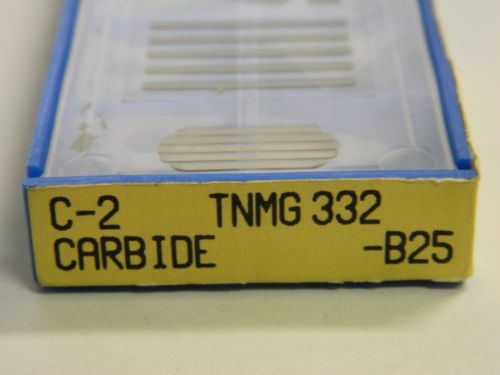 C-2 TNMG 332
CARBIDE -B25